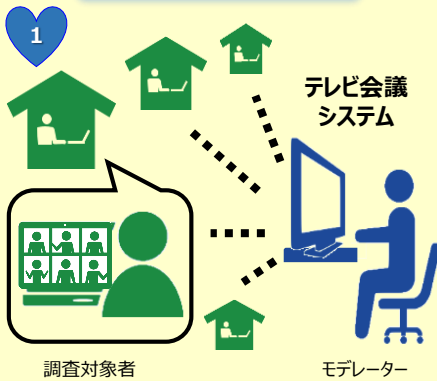 1
テレビ会議
システム
調査対象者
モデレーター